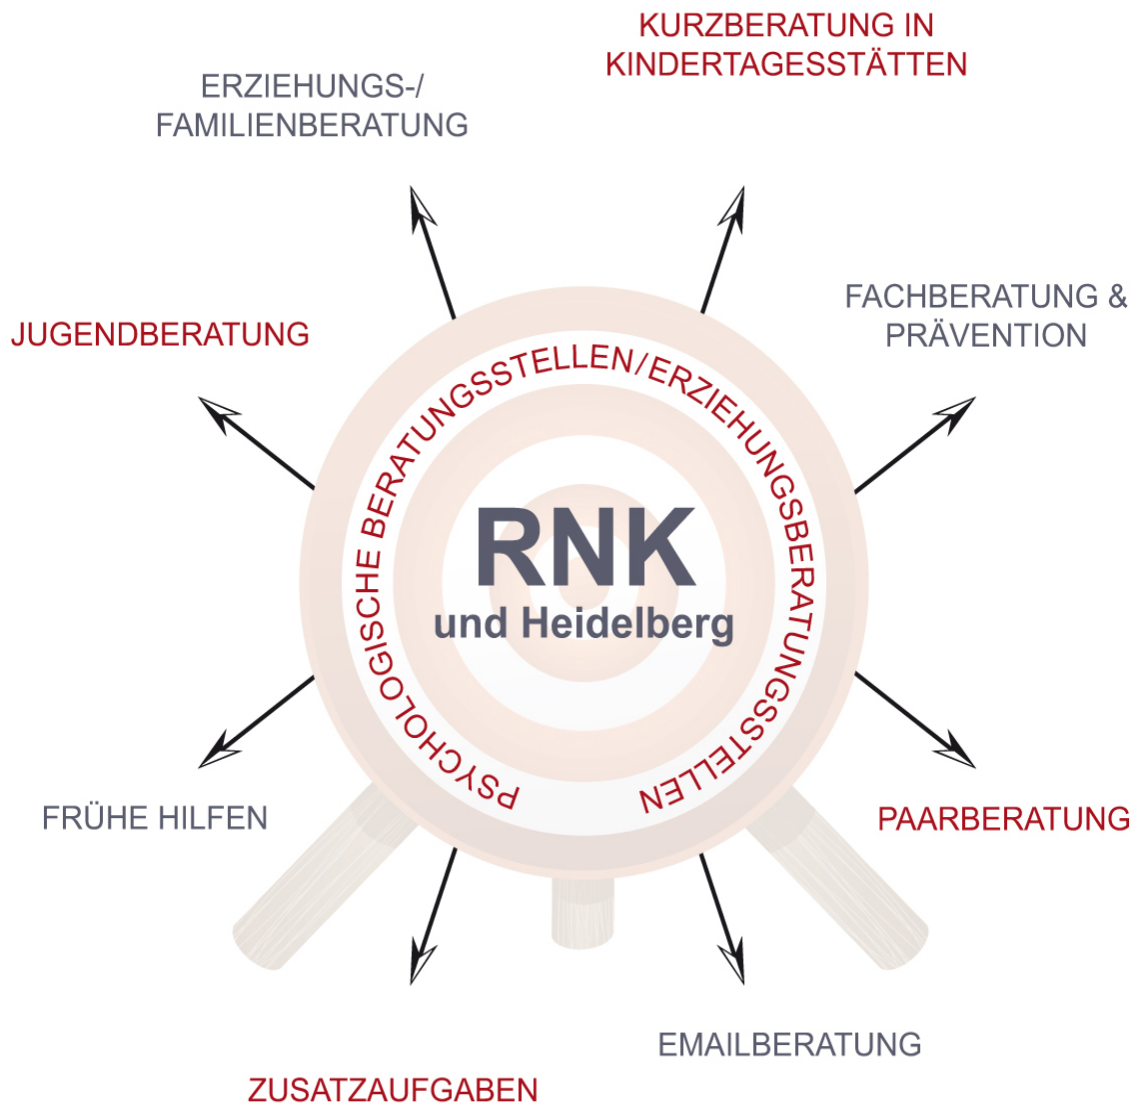 KURZBERATUNG IN
KINDERTAGESSTÄTTEN
ERZIEHUNGS-/
FAMILIENBERATUNG
FACHBERATUNG &
PRÄVENTION
JUGENDBERATUNG
PSYCHOLOGISCHE BERATUNGSSTELLEN/ERZIEHUNGSBERATUNGSSTELLEN
RNK
und Heidelberg
FRÜHE HILFEN
PAARBERATUNG
EMAILBERATUNG
ZUSATZAUFGABEN